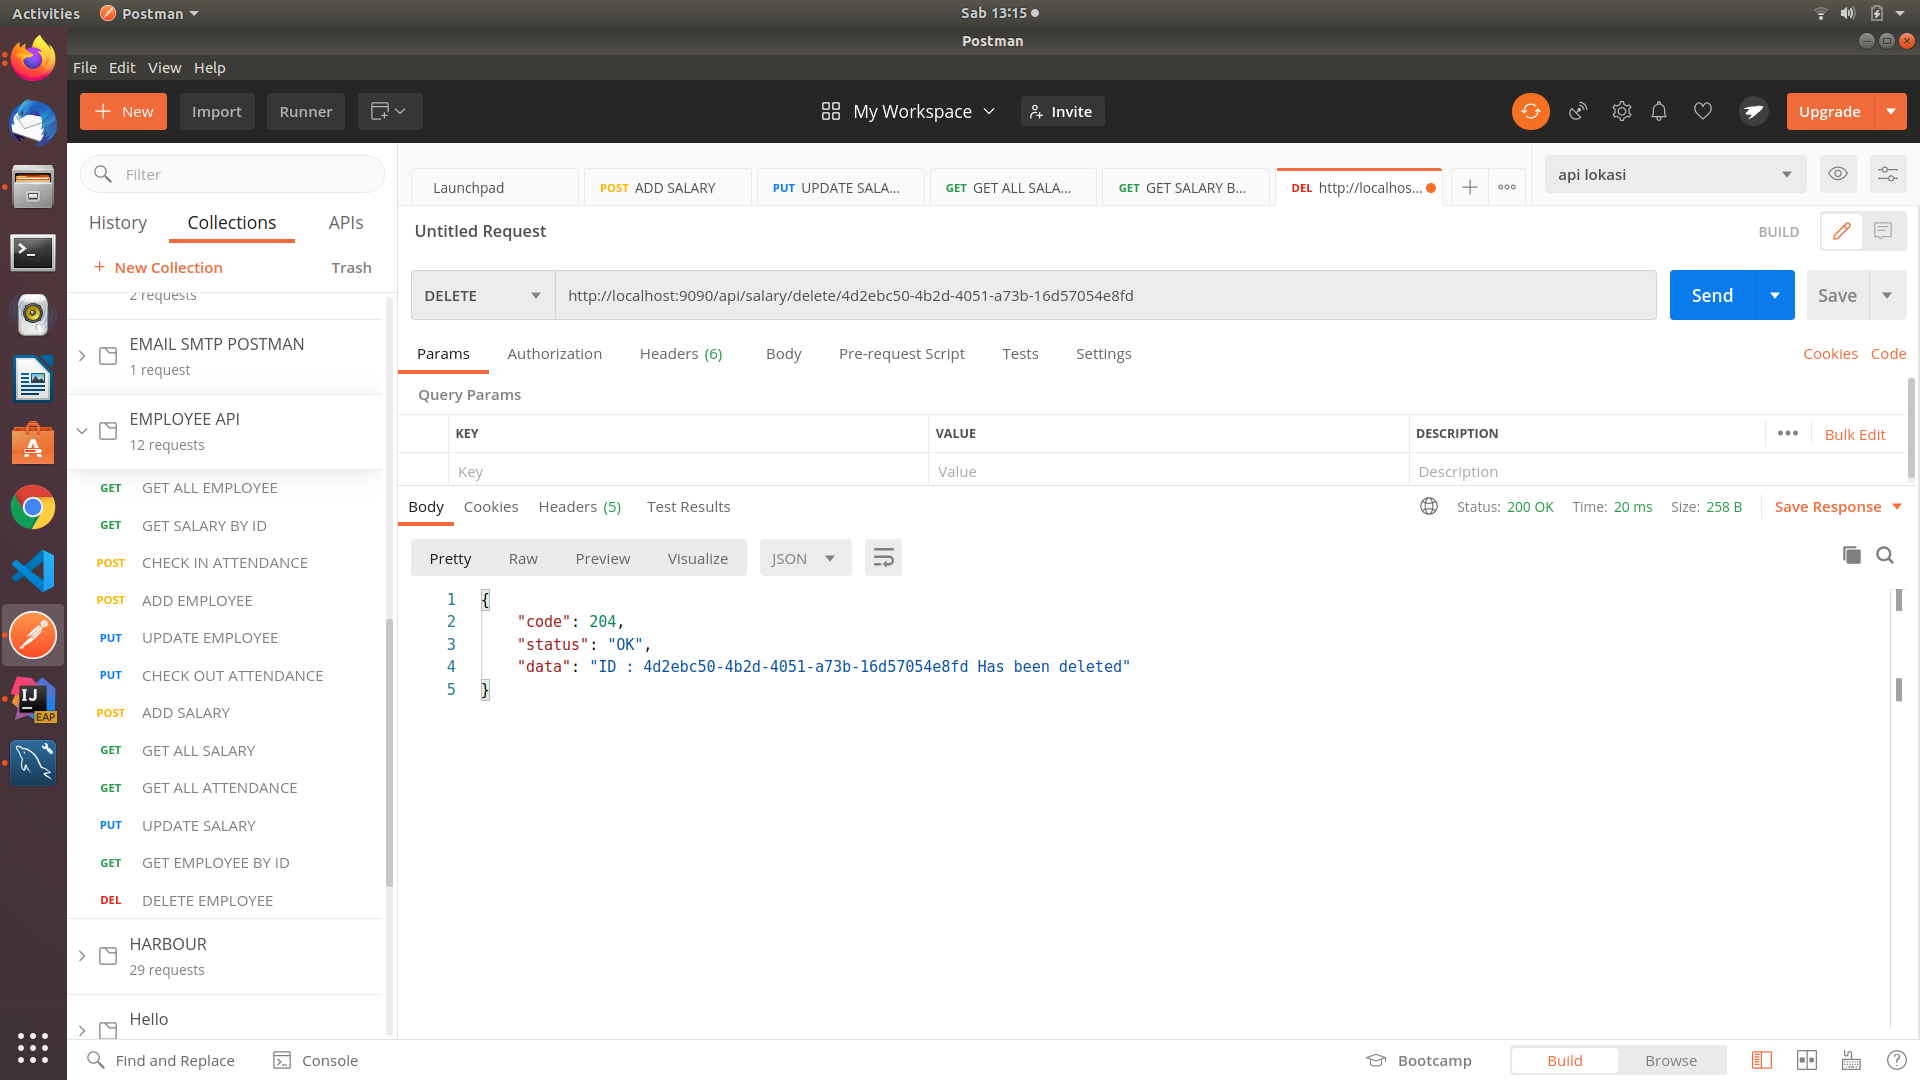 Activities
Postman
Sab 13:15
Postman
File Edit View Help
New
Import
Runner
My Workspace
Invite
Upgrade
Filter
History
Collections
APIs
New Collection
Trash
2 requests
EMAIL SMTP POSTMAN
1 request
EMPLOYEE API
12 requests
GET GET ALL EMPLOYEE
GET GET SALARY BY ID
POST CHECK IN ATTENDANCE
POST ADD EMPLOYEE
PUT UPDATE EMPLOYEE
PUT CHECK OUT ATTENDANCE
POST ADD SALARY
GET GET ALL SALARY
GET GET ALL ATTENDANCE
PUT UPDATE SALARY
GET GET EMPLOYEE BY ID
DEL DELETE EMPLOYEE
HARBOUR
29 requests
Hello
Launchpad
POST ADD SALARY
PUT UPDATE SALA...
GET GET ALL SALA...
GET GET SALARY B...
DEL http://localhos...
api lokasi
Untitled Request
BUILD
DELETE
http://localhost:9090/api/salary/delete/4d2ebc50-4b2d-4051-a73b-16d57054e8fd
Send
Save
Params
Authorization
Headers (6)
Body
Pre-request Script
Tests
Settings
Cookies
Code
Query Params
KEY
VALUE
DESCRIPTION
Bulk Edit
Key
Value
Description
Body
Cookies
Headers (5)
Test Results
Status: 200 OK
Time: 20 ms
Size: 258 B
Save Response
Pretty
Raw
Preview
Visualize
JSON
1 {
2 "code": 204,
3 "status": "OK",
4 "data": "ID : 4d2ebc50-4b2d-4051-a73b-16d57054e8fd Has been deleted"
5 }
IJ
EAP
Find and Replace
Console
Bootcamp
Build
Browse